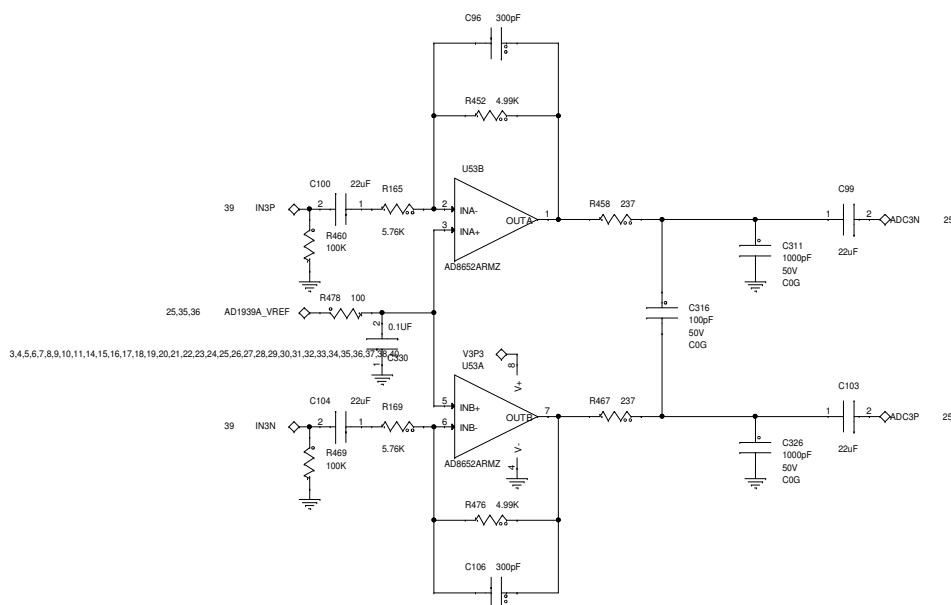 C96 300pF
R452 4.99K
U53B
C100 22uF R165
39 IN3P 2 1 2 INA-
3 INA+
OUTA 1
R458 237
C99
1 2 ADC3N 25
R460
100K
5.76K
AD8652ARMZ
C311
1000pF
50V
C0G
22uF
R478 100
25,35,36 AD1939A_VREF
2 0.1UF
C330
1
C316
100pF
50V
C0G
3,4,5,6,7,8,9,10,11,14,15,16,17,18,19,20,21,22,23,24,25,26,27,28,29,30,31,32,33,34,35,36,37,38,40
V3P3
U53A
8 V+
C104 22uF R169
39 IN3N 2 1
5 INB+
6 INB-
OUTB 7
R467 237
C103
1 2 ADC3P 25
R469
100K
5.76K
V-
4
AD8652ARMZ
C326
1000pF
50V
C0G
22uF
R476 4.99K
C106 300pF